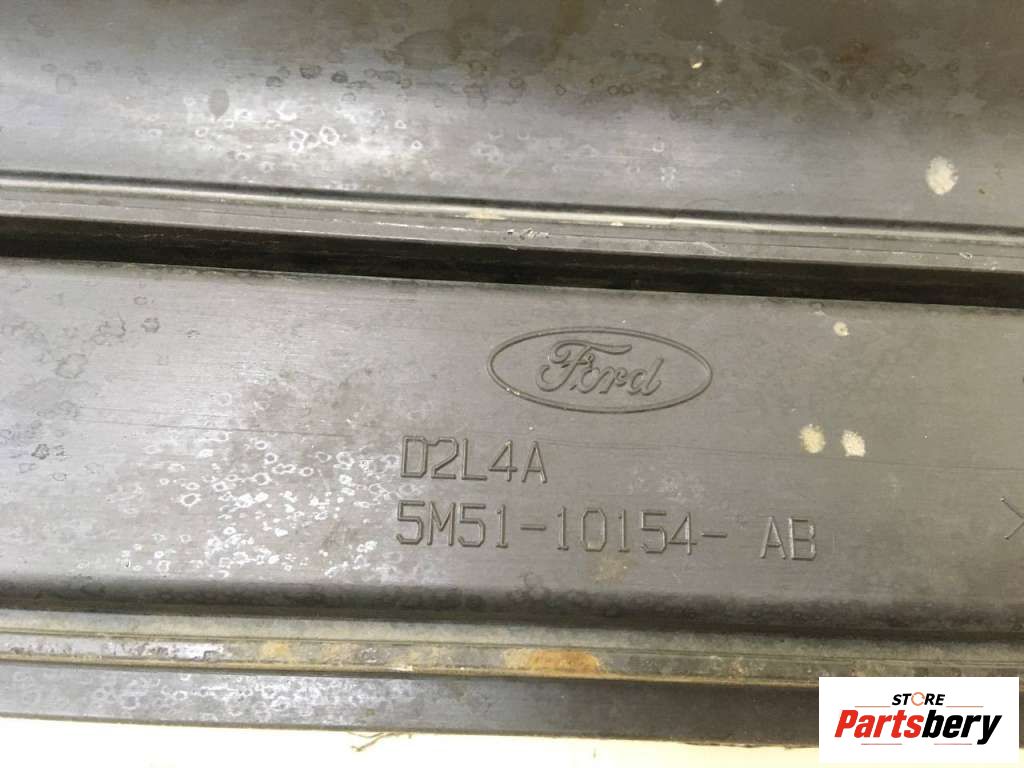 Ford
D2L4A
5M51-10154- AB
STORE
Partsbery